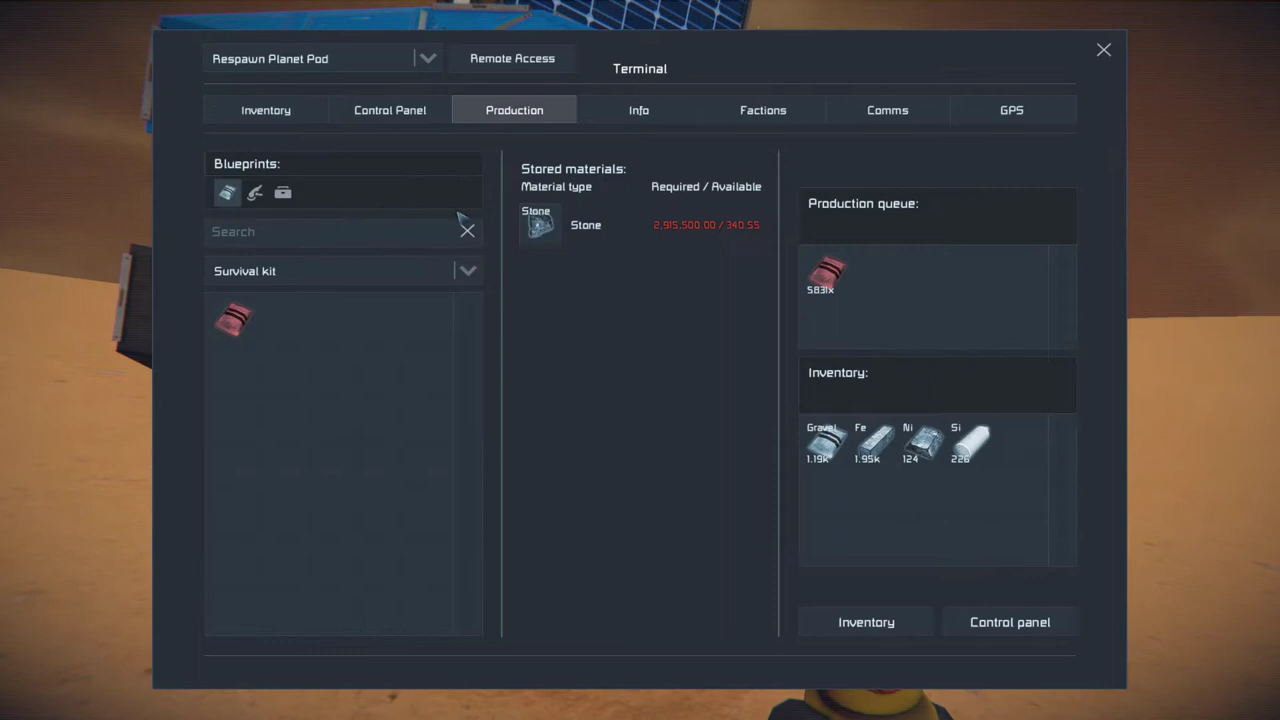 Respawn Planet Pod
Remote Access
Terminal
Inventory
Control Panel
Production
Info
Factions
Comms
GPS
Blueprints:
Search
Survival kit
Stored materials:
Material type Required / Available
Stone
Stone 2,915,500.00 / 340.55
Production queue:
5831x
Inventory:
Gravel Fe Ni Si
1.19k 1.95k 124 226
Inventory
Control panel